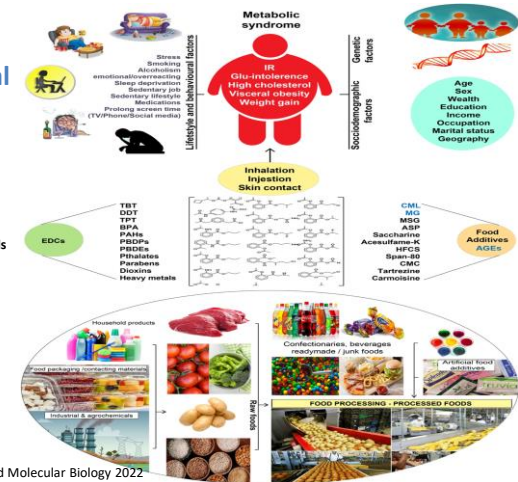 Metabolic
syndrome
al
Stress
Smoking
Alcoholism
emotional/overreacting
Sleep deprivation
Sedentary job
Sedentary lifestyle
Medications
Prolong screen time
(TV/Phone/Social media)
Lifetstyle and behavioural factors
IR
Glu-intolerence
High cholesterol
Visceral obesity
Weight gain
Genetic
factors
Socciodemographic
factors
Age
Sex
Wealth
Education
Income
Occupation
Marital status
Geography
Inhalation
Injection
Skin contact
ls
EDCs
TBT
DDT
TPT
BPA
PAHs
PBDPs
PBDEs
Pthalates
Parabens
Dioxins
Heavy metals
CML
MG
MSG
ASP
Saccharine
Acesulfame-K
HFCS
Span-80
CMC
Tartrezine
Carmoisine
Food
Additives
AGEs
Household products
Food packaging /contacting materials
Industrial & agrochemicals
Raw foods
Confectionaries, beverages
readymade / junk foods
Artificial food
additives
FOOD PROCESSING - PROCESSED FOODS
d Molecular Biology 2022